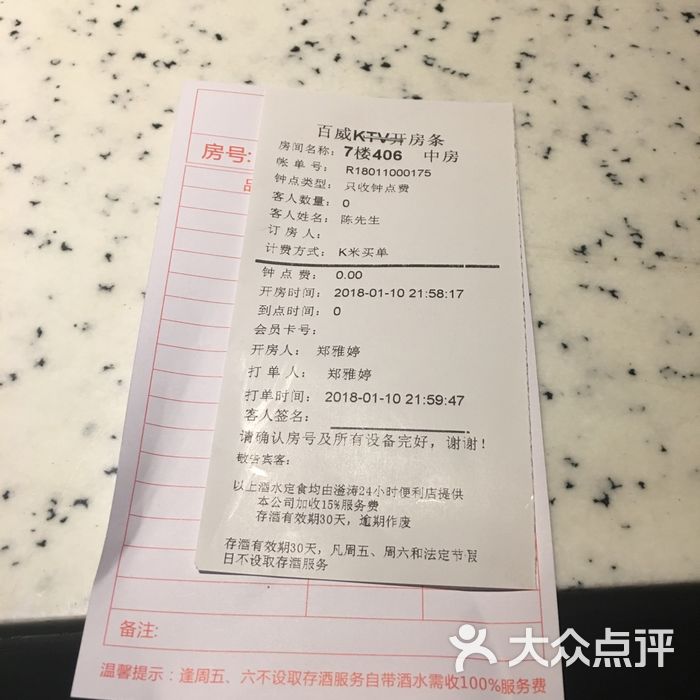 百威KTV开房条
房间名称：7楼406 中房
帐单号： R18011000175
钟点类型： 只收钟点费
客人数量： 0
客人姓名： 陈先生
订房人：
计费方式： K米买单
钟点费： 0.00
开房时间： 2018-01-10 21:58:17
到点时间： 0
会员卡号：
开房人： 郑雅婷
打单人： 郑雅婷
打单时间： 2018-01-10 21:59:47
客人签名：
请确认房号及所有设备完好，谢谢！
敬告宾客：
以上酒水定食均由滏涛24小时便利店提供
本公司加收15%服务费
存酒有效期30天，逾期作废
存酒有效期30天，凡周五、周六和法定节假
日不设取存酒服务
房号:
品
备注:
温馨提示：逢周五、六不设取存酒服务自带酒水需收100%服务费
大众点评